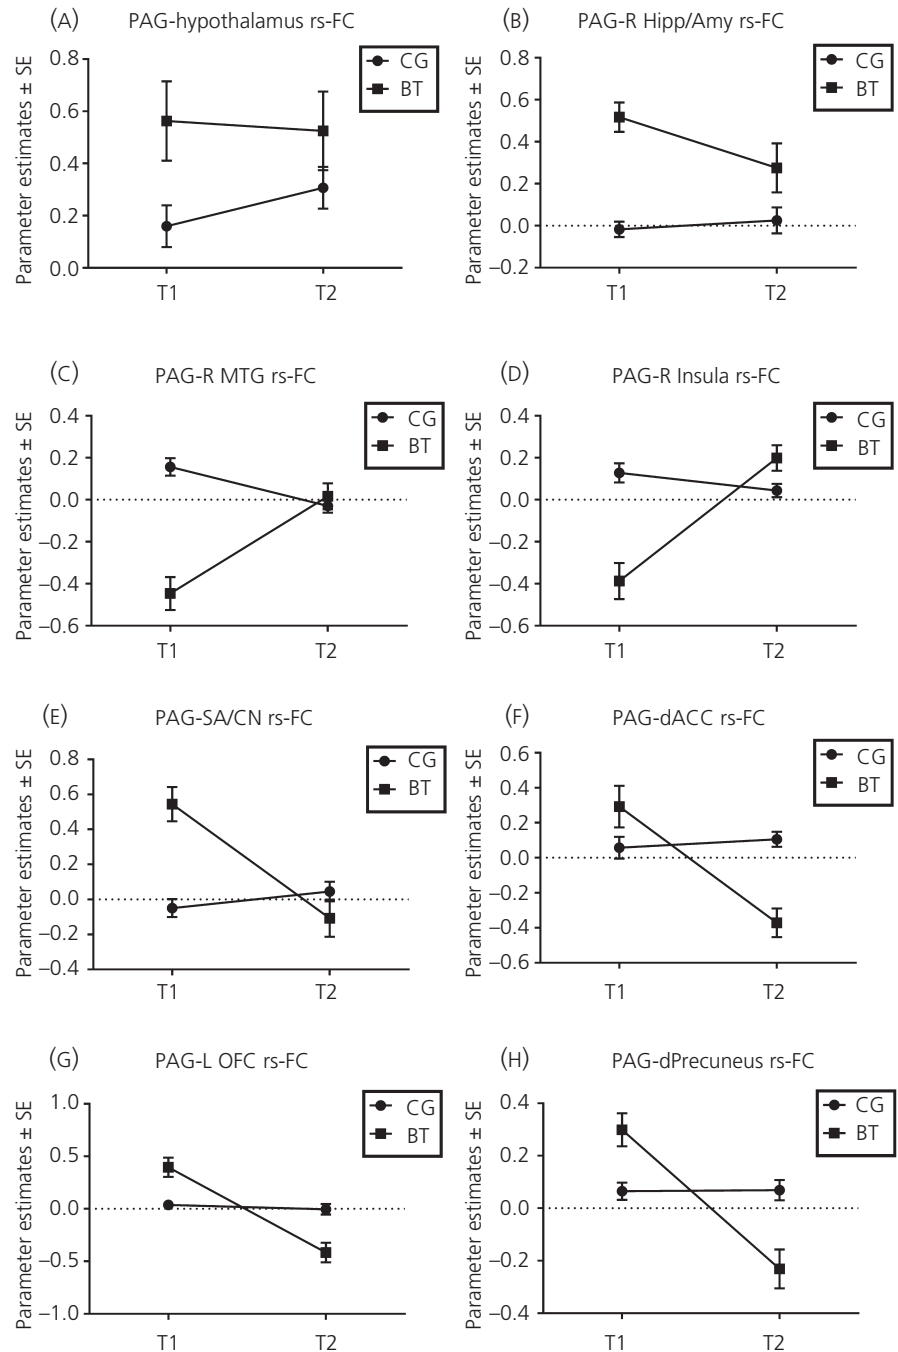 (A) PAG-hypothalamus rs-FC
Parameter estimates ± SE
0.8
0.6
0.4
0.2
0.0
T1 T2
CG
BT
(B) PAG-R Hipp/Amy rs-FC
Parameter estimates ± SE
0.8
0.6
0.4
0.2
0.0
−0.2
T1 T2
CG
BT
(C) PAG-R MTG rs-FC
Parameter estimates ± SE
0.4
0.2
0.0
−0.2
−0.4
−0.6
T1 T2
CG
BT
(D) PAG-R Insula rs-FC
Parameter estimates ± SE
0.4
0.2
0.0
−0.2
−0.4
−0.6
T1 T2
CG
BT
(E) PAG-SA/CN rs-FC
Parameter estimates ± SE
0.8
0.6
0.4
0.2
0.0
−0.2
−0.4
T1 T2
CG
BT
(F) PAG-dACC rs-FC
Parameter estimates ± SE
0.6
0.4
0.2
0.0
−0.2
−0.4
−0.6
T1 T2
CG
BT
(G) PAG-L OFC rs-FC
Parameter estimates ± SE
1.0
0.5
0.0
−0.5
−1.0
T1 T2
CG
BT
(H) PAG-dPrecuneus rs-FC
Parameter estimates ± SE
0.4
0.2
0.0
−0.2
−0.4
T1 T2
CG
BT